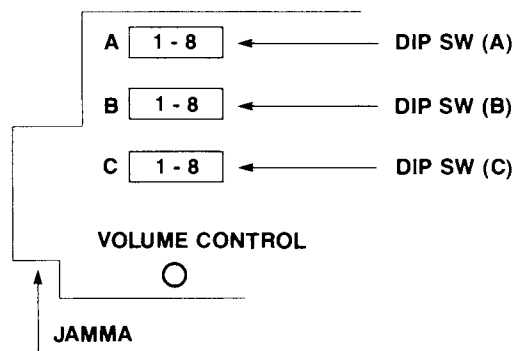 A 1 - 8 DIP SW (A)
B 1 - 8 DIP SW (B)
C 1 - 8 DIP SW (C)
VOLUME CONTROL
JAMMA